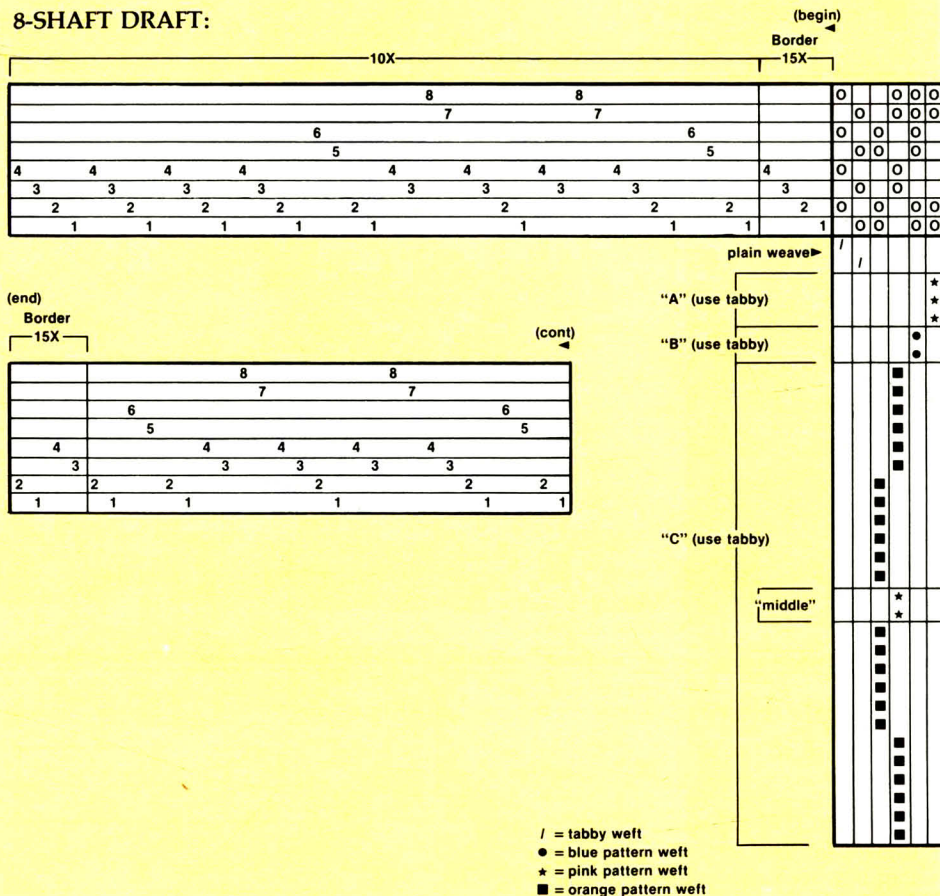 8-SHAFT DRAFT:
(begin)
Border
10X 15X
8 8 O O O O
7 7 O O O O
6 6 O O O
5 5 O O O
4 4 4 4 4 4 4 4 4 O O
3 3 3 3 3 3 3 3 3 O O
2 2 2 2 2 2 2 2 2 O O O O
1 1 1 1 1 1 1 1 O O O O
plain weave /
/
(end)
Border
15X
(cont)
"A" (use tabby)
"B" (use tabby)
8 8
7 7
6 6
5 5
4 4 4 4 4
3 3 3 3 3
2 2 2 2 2 2
1 1 1 1 1 1
"C" (use tabby)
"middle"
/ = tabby weft
● = blue pattern weft
★ = pink pattern weft
■ = orange pattern weft